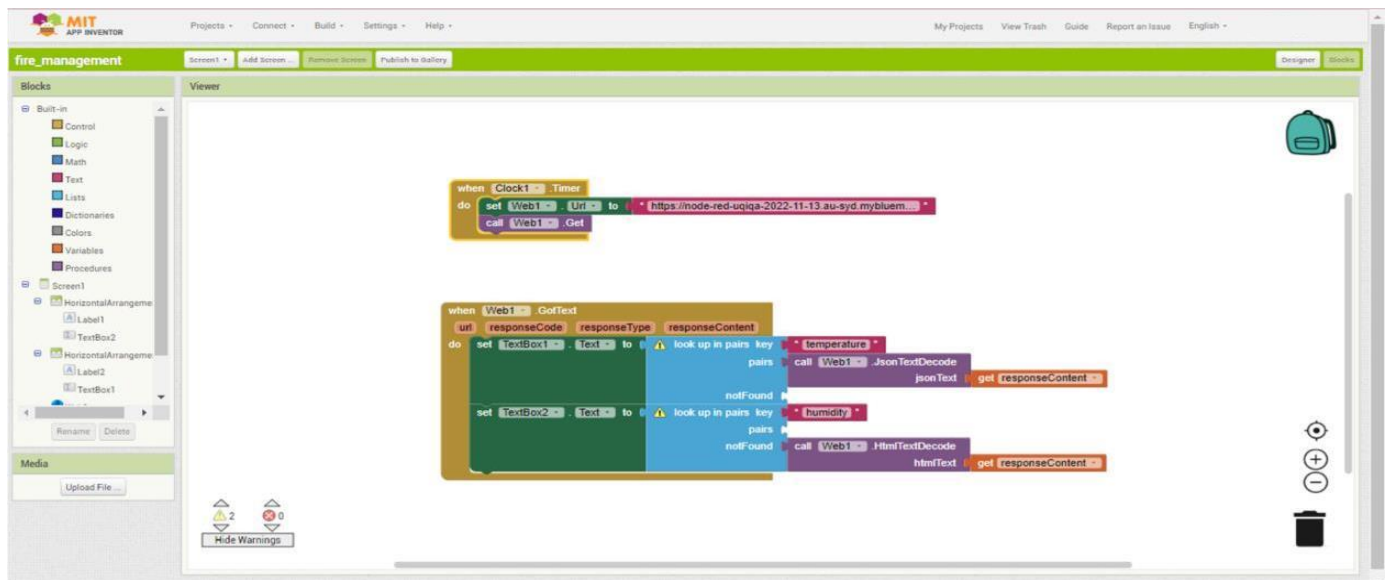 MIT
APP INVENTOR
Projects Connect Build Settings Help My Projects View Trash Guide Report an Issue English
fire_management Screen1 Add Screen ... Remove Screen Publish to Gallery Designer Blocks
Blocks
Built-in
Control
Logic
Math
Text
Lists
Dictionaries
Colors
Variables
Procedures
Screen1
HorizontalArrangeme
Label1
TextBox2
HorizontalArrangeme
Label2
TextBox1
Rename Delete
Media
Upload File ...
Viewer
when Clock1 .Timer
do set Web1 . Url to " https://node-red-uqiqa-2022-11-13.au-syd.mybluem... "
call Web1 .Get
when Web1 .GotText
url responseCode responseType responseContent
do set TextBox1 . Text to look up in pairs key " temperature "
pairs call Web1 .JsonTextDecode
jsonText get responseContent
notFound
set TextBox2 . Text to look up in pairs key " humidity "
pairs
notFound call Web1 .HtmlTextDecode
htmlText get responseContent
2 0
Hide Warnings